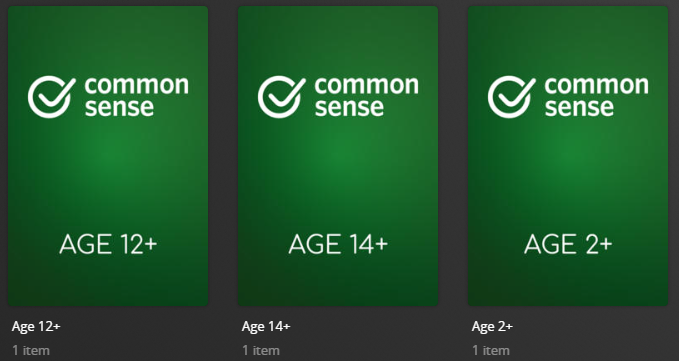 common
sense
AGE 12+
Age 12+
1 item
common
sense
AGE 14+
Age 14+
1 item
common
sense
AGE 2+
Age 2+
1 item